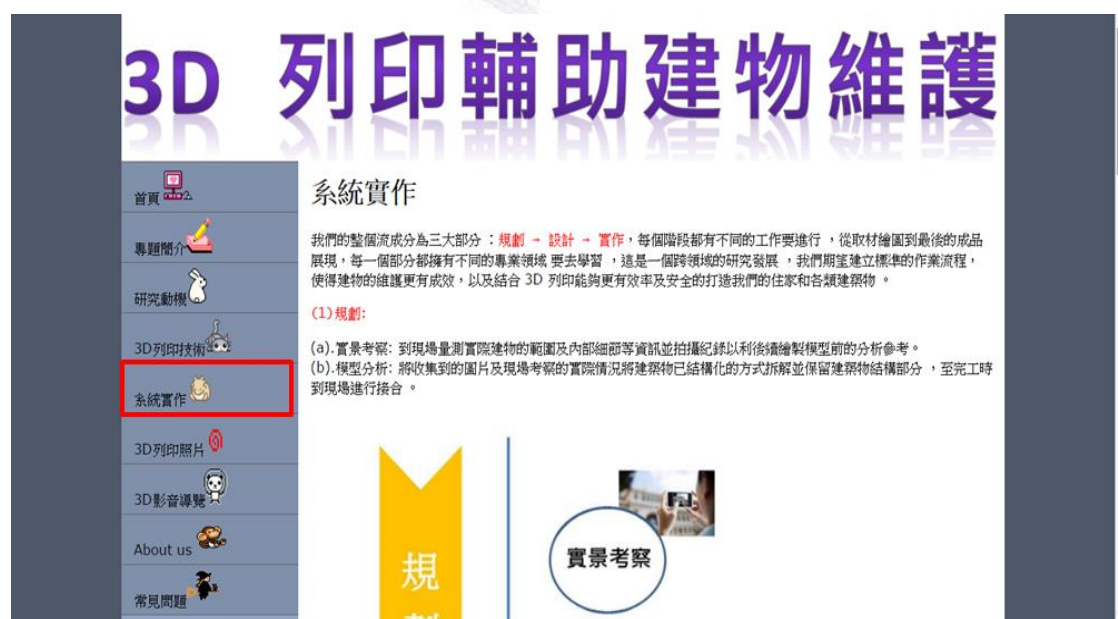 3D 列印輔助建物維護
首頁
專題簡介
研究動機
3D列印技術
系統實作
3D列印照片
3D影音導覽
About us
常見問題
系統實作
我們的整個流成分為三大部分 ：規劃 → 設計 → 實作，每個階段都有不同的工作要進行 ，從取材繪圖到最後的成品
展現，每一個部分都擁有不同的專業領域 要去學習 ，這是一個跨領域的研究發展 ，我們期望建立標準的作業流程，
使得建物的維護更有成效，以及結合 3D 列印能夠更有效率及安全的打造我們的住家和各類建築物 。
(1)規劃:
(a).實景考察: 到現場量測實際建物的範圍及內部細節等資訊並拍攝紀錄以利後續繪製模型前的分析參考。
(b).模型分析: 將收集到的圖片及現場考察的實際情況將建築物已結構化的方式拆解並保留建築物結構部分 ，至完工時
到現場進行接合 。
規
實景考察